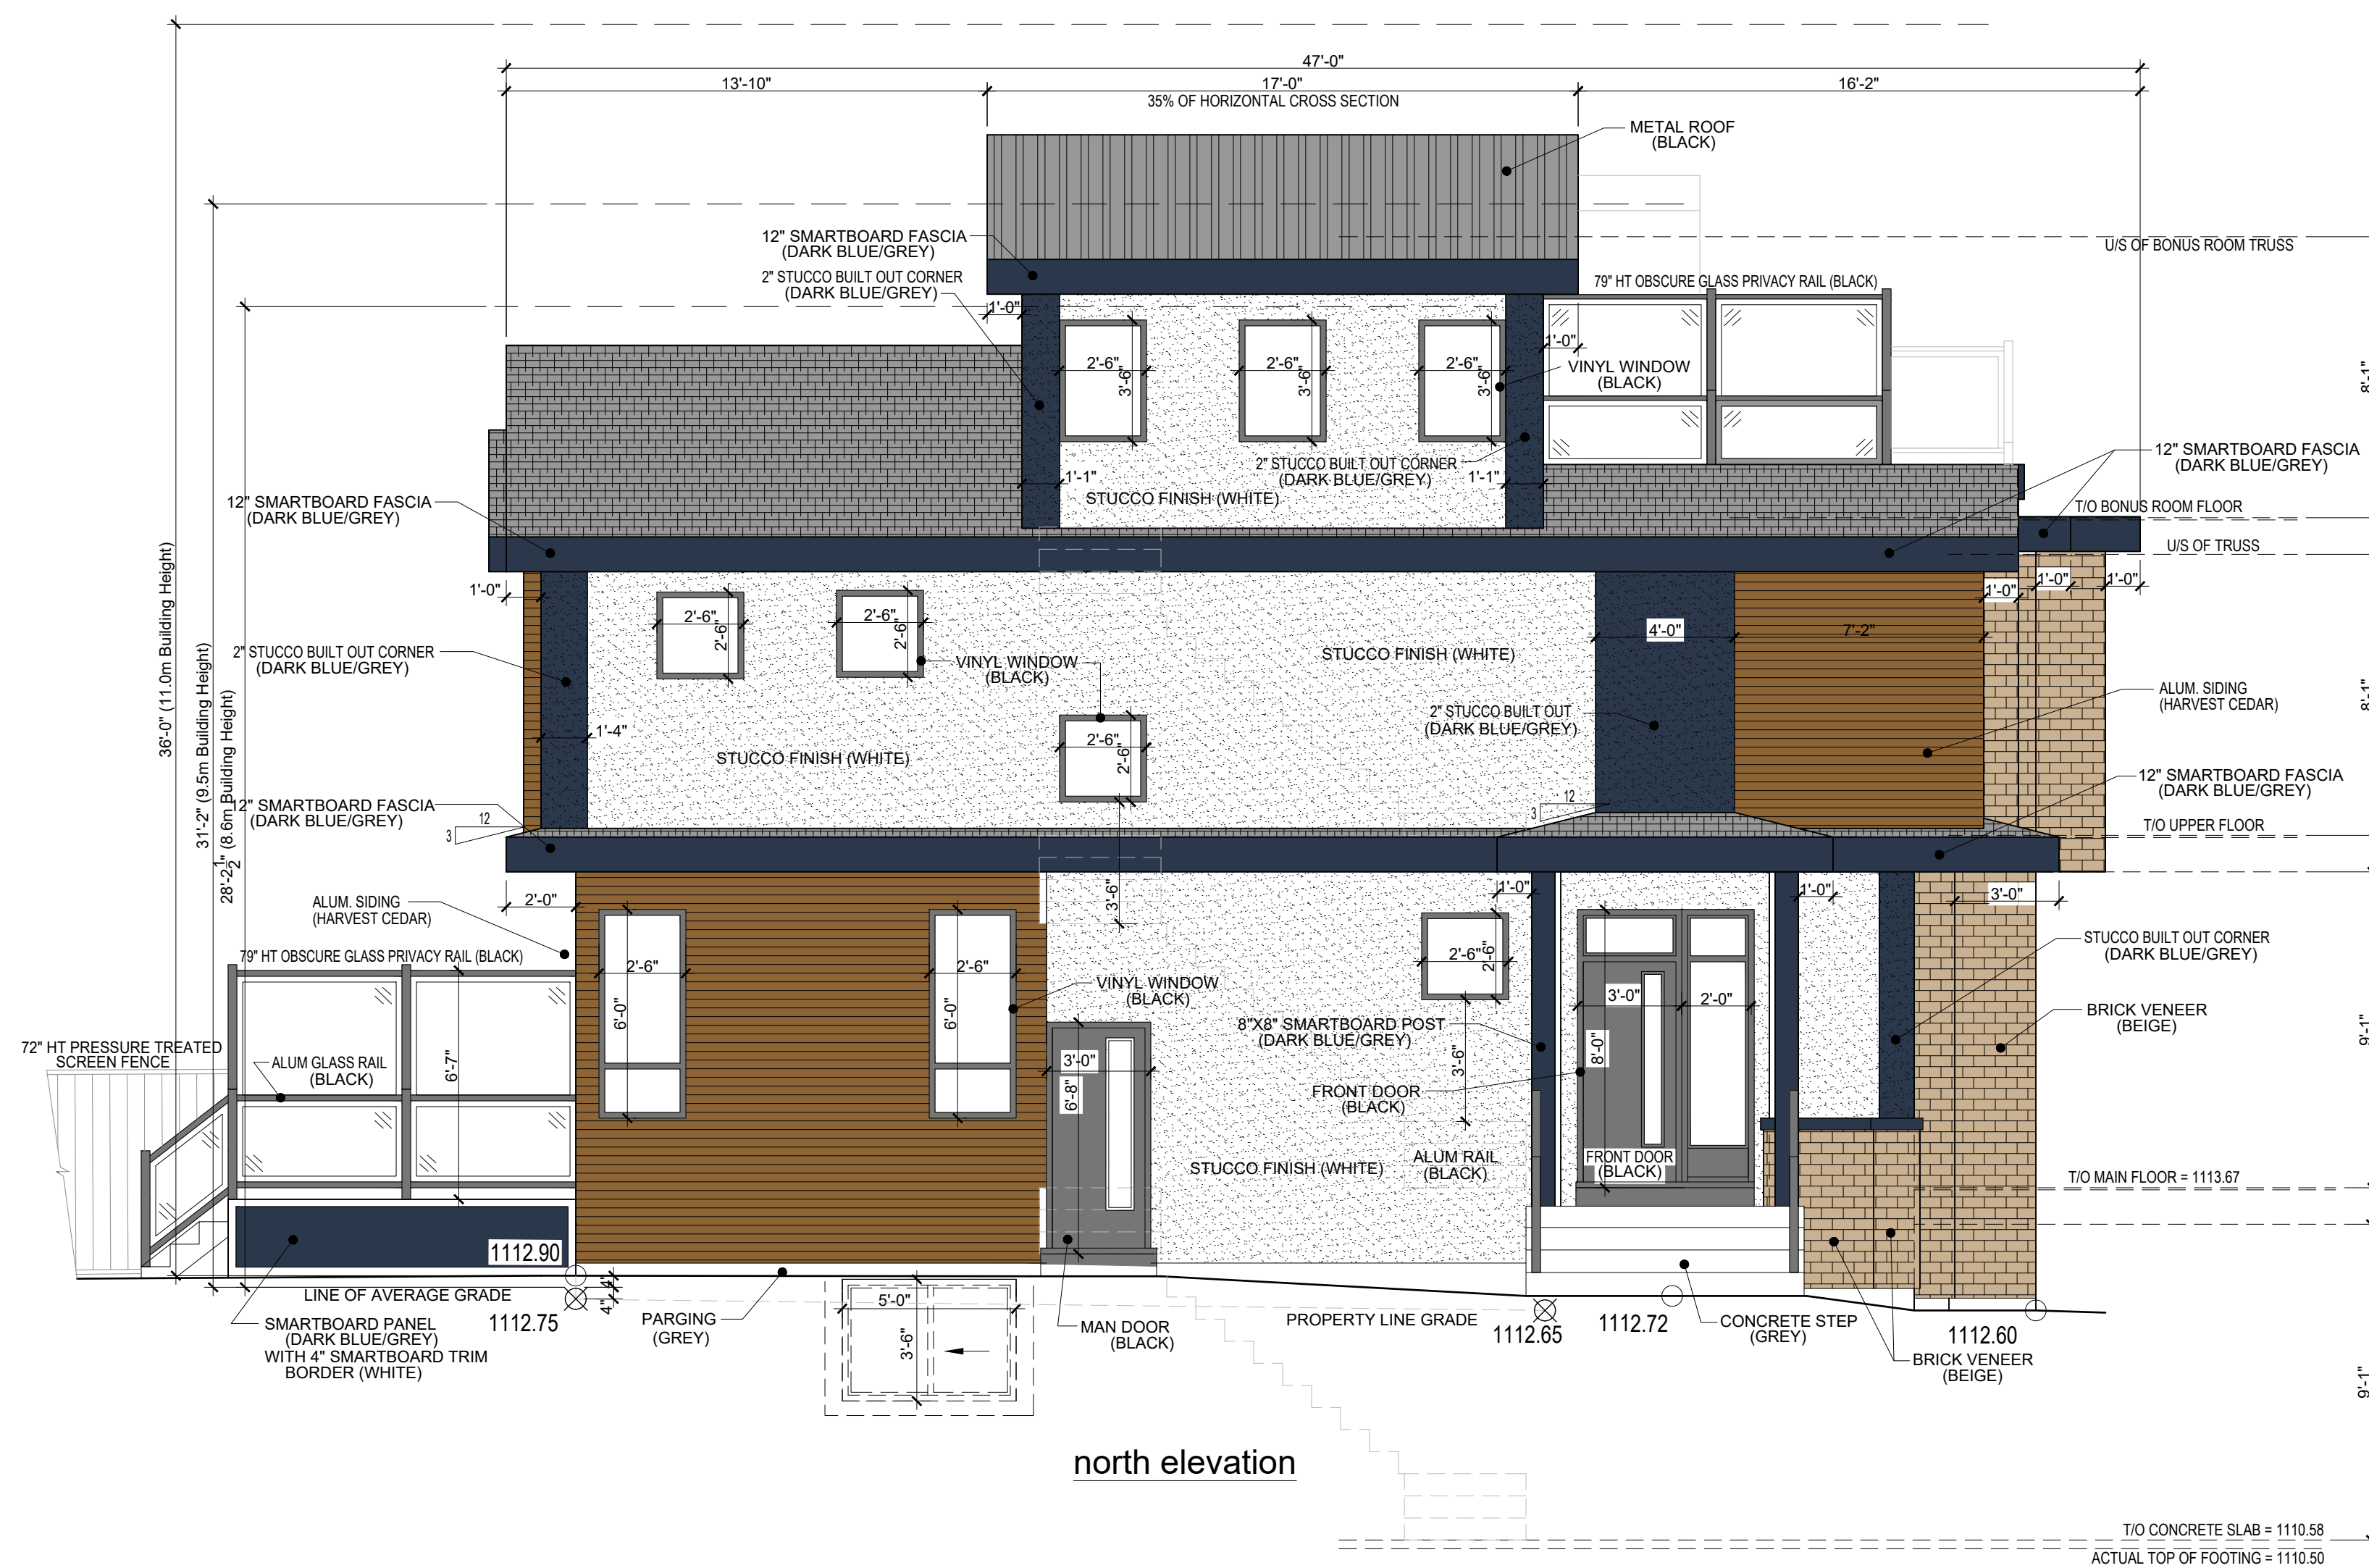 47'-0"
13'-10"
17'-0"
16'-2"
35% OF HORIZONTAL CROSS SECTION
METAL ROOF
(BLACK)
12" SMARTBOARD FASCIA
(DARK BLUE/GREY)
U/S OF BONUS ROOM TRUSS
2" STUCCO BUILT OUT CORNER
(DARK BLUE/GREY)
79" HT OBSCURE GLASS PRIVACY RAIL (BLACK)
1'-0"
1'-0"
2'-6"
3'-6"
2'-6"
3'-6"
2'-6"
3'-6"
VINYL WINDOW
(BLACK)
8'-1"
12" SMARTBOARD FASCIA
(DARK BLUE/GREY)
2" STUCCO BUILT OUT CORNER
(DARK BLUE/GREY)
1'-1"
1'-1"
STUCCO FINISH (WHITE)
12" SMARTBOARD FASCIA
(DARK BLUE/GREY)
T/O BONUS ROOM FLOOR
U/S OF TRUSS
36'-0" (11.0m Building Height)
31'-2" (9.5m Building Height)
28'-2 1/2" (8.6m Building Height)
1'-0"
1'-0"
1'-0"
1'-0"
2'-6"
2'-6"
2'-6"
2'-6"
4'-0"
7'-2"
2" STUCCO BUILT OUT CORNER
(DARK BLUE/GREY)
VINYL WINDOW
(BLACK)
STUCCO FINISH (WHITE)
ALUM. SIDING
(HARVEST CEDAR)
8'-1"
2" STUCCO BUILT OUT
(DARK BLUE/GREY)
1'-4"
2'-6"
2'-6"
STUCCO FINISH (WHITE)
12" SMARTBOARD FASCIA
(DARK BLUE/GREY)
12" SMARTBOARD FASCIA
(DARK BLUE/GREY)
12
3
12
3
T/O UPPER FLOOR
ALUM. SIDING
(HARVEST CEDAR)
2'-0"
3'-6"
1'-0"
1'-0"
3'-0"
79" HT OBSCURE GLASS PRIVACY RAIL (BLACK)
2'-6"
6'-0"
2'-6"
6'-0"
2'-6"
2'-6"
STUCCO BUILT OUT CORNER
(DARK BLUE/GREY)
VINYL WINDOW
(BLACK)
3'-0"
2'-0"
8'-0"
BRICK VENEER
(BEIGE)
9'-1"
72" HT PRESSURE TREATED
SCREEN FENCE
ALUM GLASS RAIL
(BLACK)
6'-7"
3'-0"
6'-8"
8"X8" SMARTBOARD POST
(DARK BLUE/GREY)
3'-6"
FRONT DOOR
(BLACK)
STUCCO FINISH (WHITE)
ALUM RAIL
(BLACK)
FRONT DOOR
(BLACK)
T/O MAIN FLOOR = 1113.67
1112.90
LINE OF AVERAGE GRADE
4"
4"
1112.75
SMARTBOARD PANEL
(DARK BLUE/GREY)
WITH 4" SMARTBOARD TRIM
BORDER (WHITE)
PARGING
(GREY)
5'-0"
3'-6"
MAN DOOR
(BLACK)
PROPERTY LINE GRADE
1112.65
1112.72
CONCRETE STEP
(GREY)
1112.60
BRICK VENEER
(BEIGE)
9'-1"
north elevation
T/O CONCRETE SLAB = 1110.58
ACTUAL TOP OF FOOTING = 1110.50